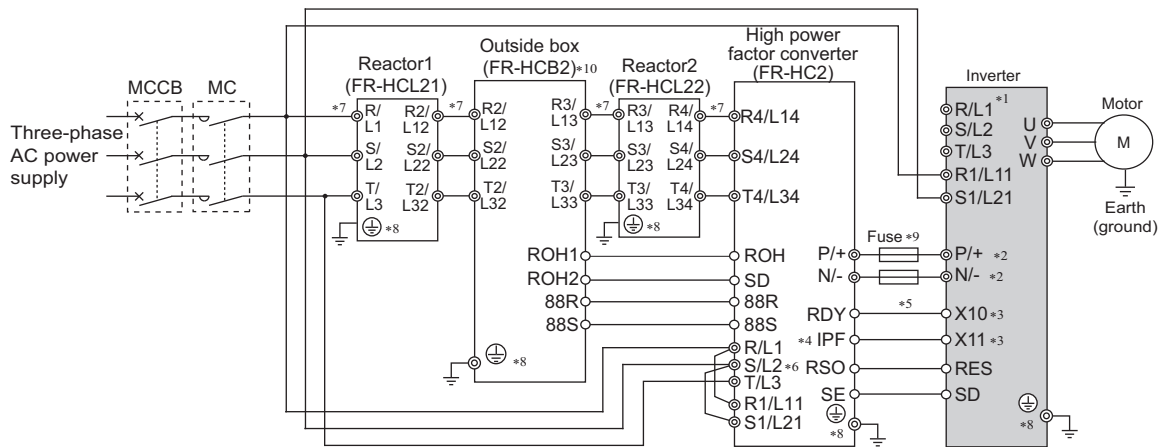 High power
factor converter
(FR-HC2)
Outside box
(FR-HCB2)*10
Reactor1
(FR-HCL21)
Reactor2
(FR-HCL22)
MCCB
MC
Inverter
Motor
Three-phase
AC power
supply
*7
R/
L1
R2/
L12
*7
R2/
L12
R3/
L13
*7
R3/
L13
R4/
L14
*7
R4/L14
R/L1 *1
S/L2
T/L3
R1/L11
S1/L21
U
V
W
M
Earth
(ground)
S/
L2
S2/
L22
S2/
L22
S3/
L23
S3/
L23
S4/
L24
S4/L24
T/
L3
T2/
L32
T2/
L32
T3/
L33
T3/
L33
T4/
L34
T4/L34
*8
*8
ROH1
ROH
ROH2
SD
88R
88R
88S
88S
P/+
Fuse *9
P/+ *2
N/-
N/- *2
RDY
*5
X10 *3
*4 IPF
X11 *3
RSO
RES
SE
SD
*8
R/L1
S/L2 *6
T/L3
R1/L11
S1/L21
*8
*8